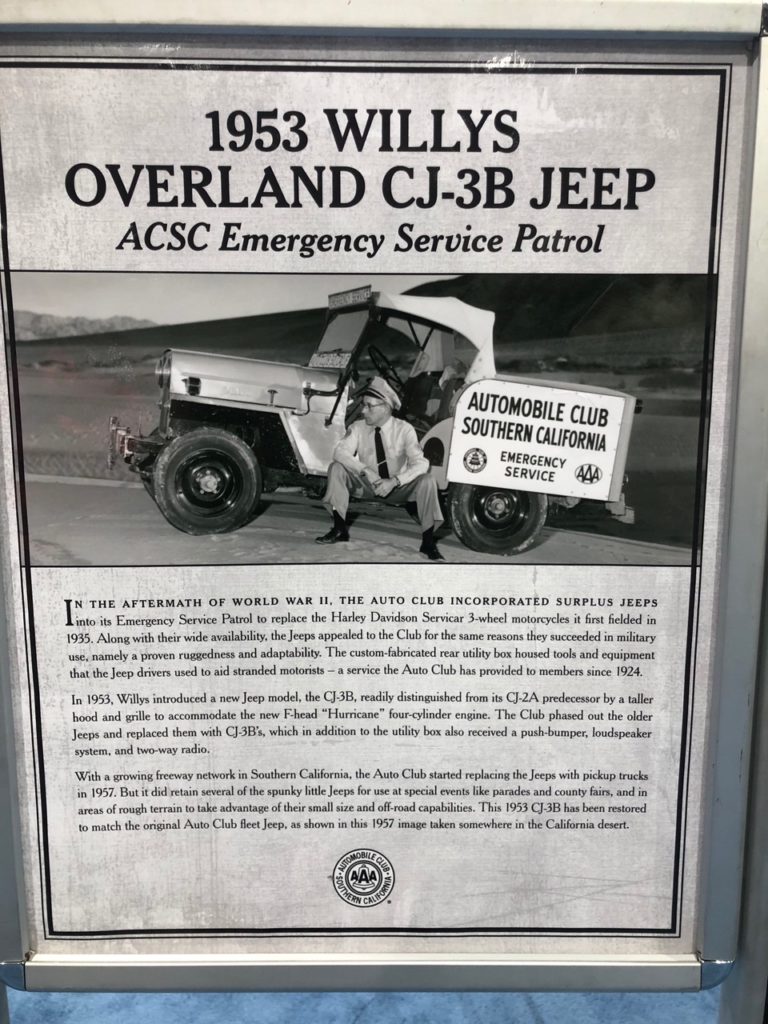 1953 WILLYS
OVERLAND CJ-3B JEEP
ACSC Emergency Service Patrol
AUTOMOBILE CLUB
SOUTHERN CALIFORNIA
EMERGENCY
SERVICE
AAA
IN THE AFTERMATH OF WORLD WAR II, THE AUTO CLUB INCORPORATED SURPLUS JEEPS
into its Emergency Service Patrol to replace the Harley Davidson Servicar 3-wheel motorcycles it first fielded in
1935. Along with their wide availability, the Jeeps appealed to the Club for the same reasons they succeeded in military
use, namely a proven ruggedness and adaptability. The custom-fabricated rear utility box housed tools and equipment
that the Jeep drivers used to aid stranded motorists – a service the Auto Club has provided to members since 1924.
In 1953, Willys introduced a new Jeep model, the CJ-3B, readily distinguished from its CJ-2A predecessor by a taller
hood and grille to accommodate the new F-head “Hurricane” four-cylinder engine. The Club phased out the older
Jeeps and replaced them with CJ-3B’s, which in addition to the utility box also received a push-bumper, loudspeaker
system, and two-way radio.
With a growing freeway network in Southern California, the Auto Club started replacing the Jeeps with pickup trucks
in 1957. But it did retain several of the spunky little Jeeps for use at special events like parades and county fairs, and in
areas of rough terrain to take advantage of their small size and off-road capabilities. This 1953 CJ-3B has been restored
to match the original Auto Club fleet Jeep, as shown in this 1957 image taken somewhere in the California desert.
AUTOMOBILE CLUB
AAA
SOUTHERN CALIFORNIA